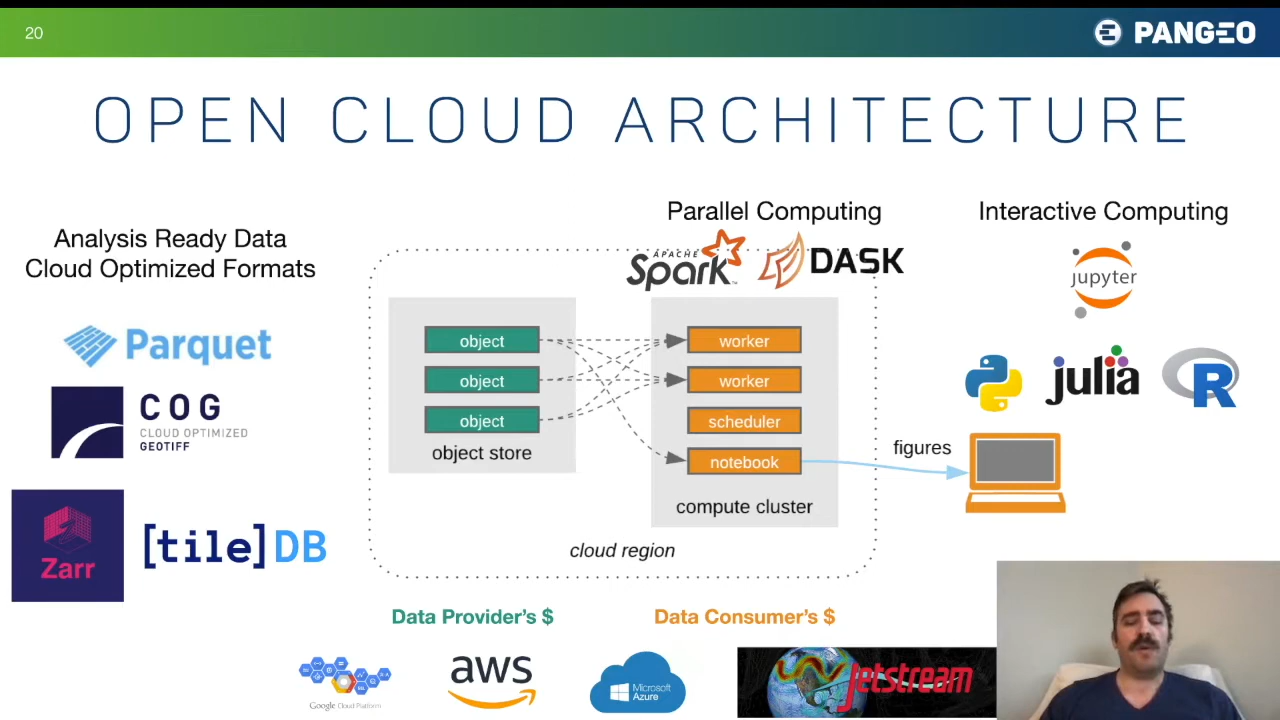 20
PANGEO
OPEN CLOUD ARCHITECTURE
Analysis Ready Data
Cloud Optimized Formats
Parquet
COG
CLOUD OPTIMIZED
GEOTIFF
Zarr
[tile]DB
Parallel Computing
APACHE
Spark™
DASK
object
object
object
object store
worker
worker
scheduler
notebook
compute cluster
cloud region
figures
Interactive Computing
jupyter
julia
R
Data Provider's $
Data Consumer's $
Google Cloud Platform
aws
Microsoft
Azure
Jetstream